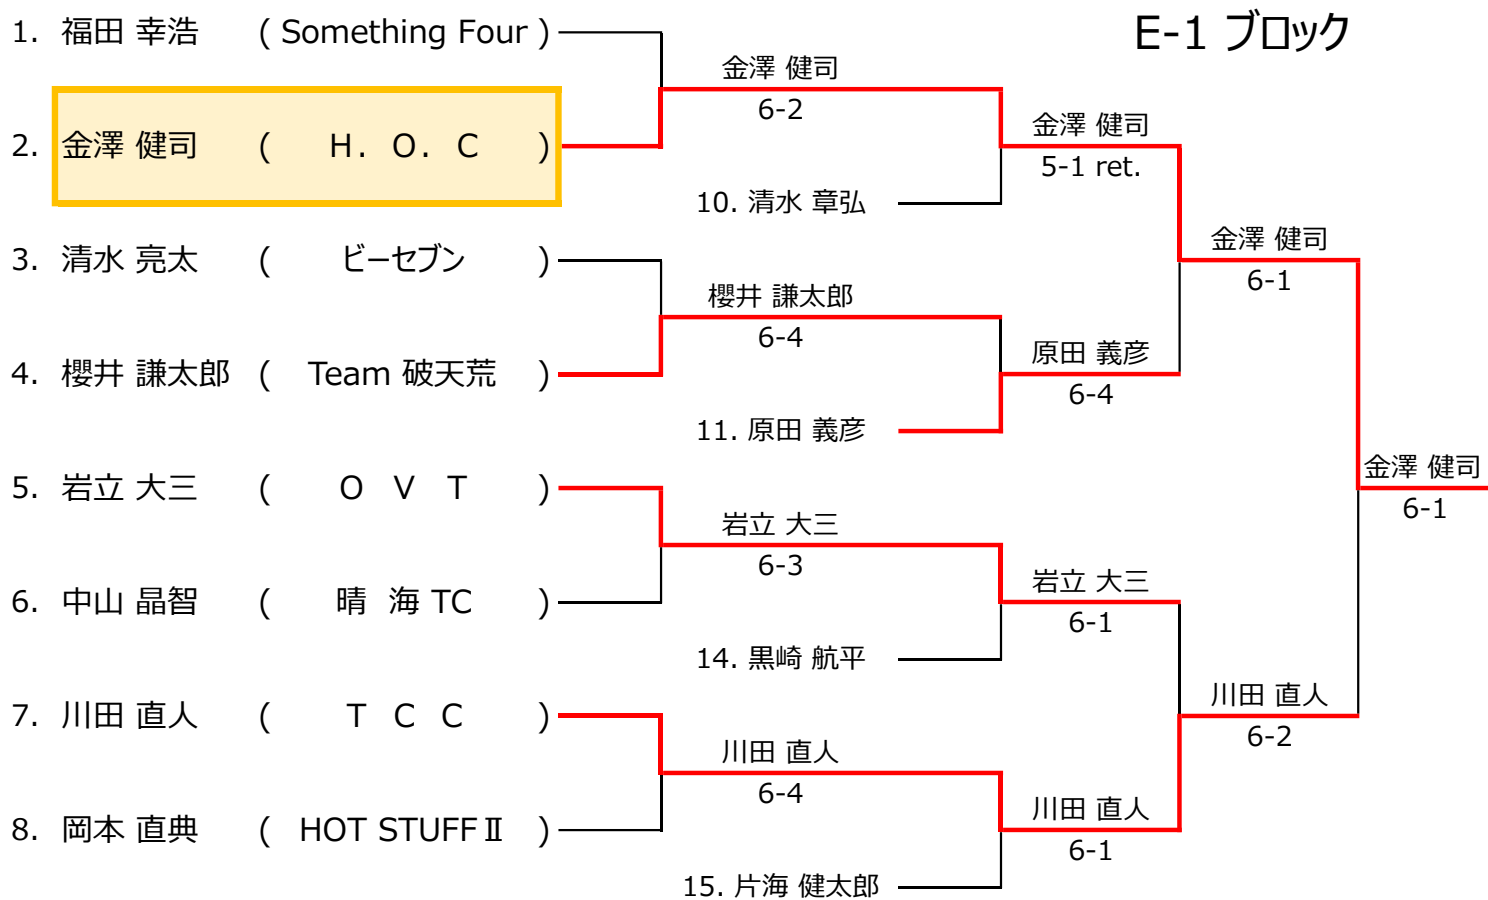 E-1 ブロック
1. 福田 幸浩 ( Something Four )
金澤 健司
6-2
2. 金澤 健司 ( H. O. C )
金澤 健司
5-1 ret.
10. 清水 章弘
3. 清水 亮太 ( ビーセブン )
金澤 健司
6-1
櫻井 謙太郎
6-4
4. 櫻井 謙太郎 ( Team 破天荒 )
原田 義彦
6-4
11. 原田 義彦
5. 岩立 大三 ( O V T )
金澤 健司
6-1
岩立 大三
6-3
6. 中山 晶智 ( 晴 海 TC )
岩立 大三
6-1
14. 黒崎 航平
7. 川田 直人 ( T C C )
川田 直人
6-2
川田 直人
6-4
8. 岡本 直典 ( HOT STUFFⅡ )
川田 直人
6-1
15. 片海 健太郎